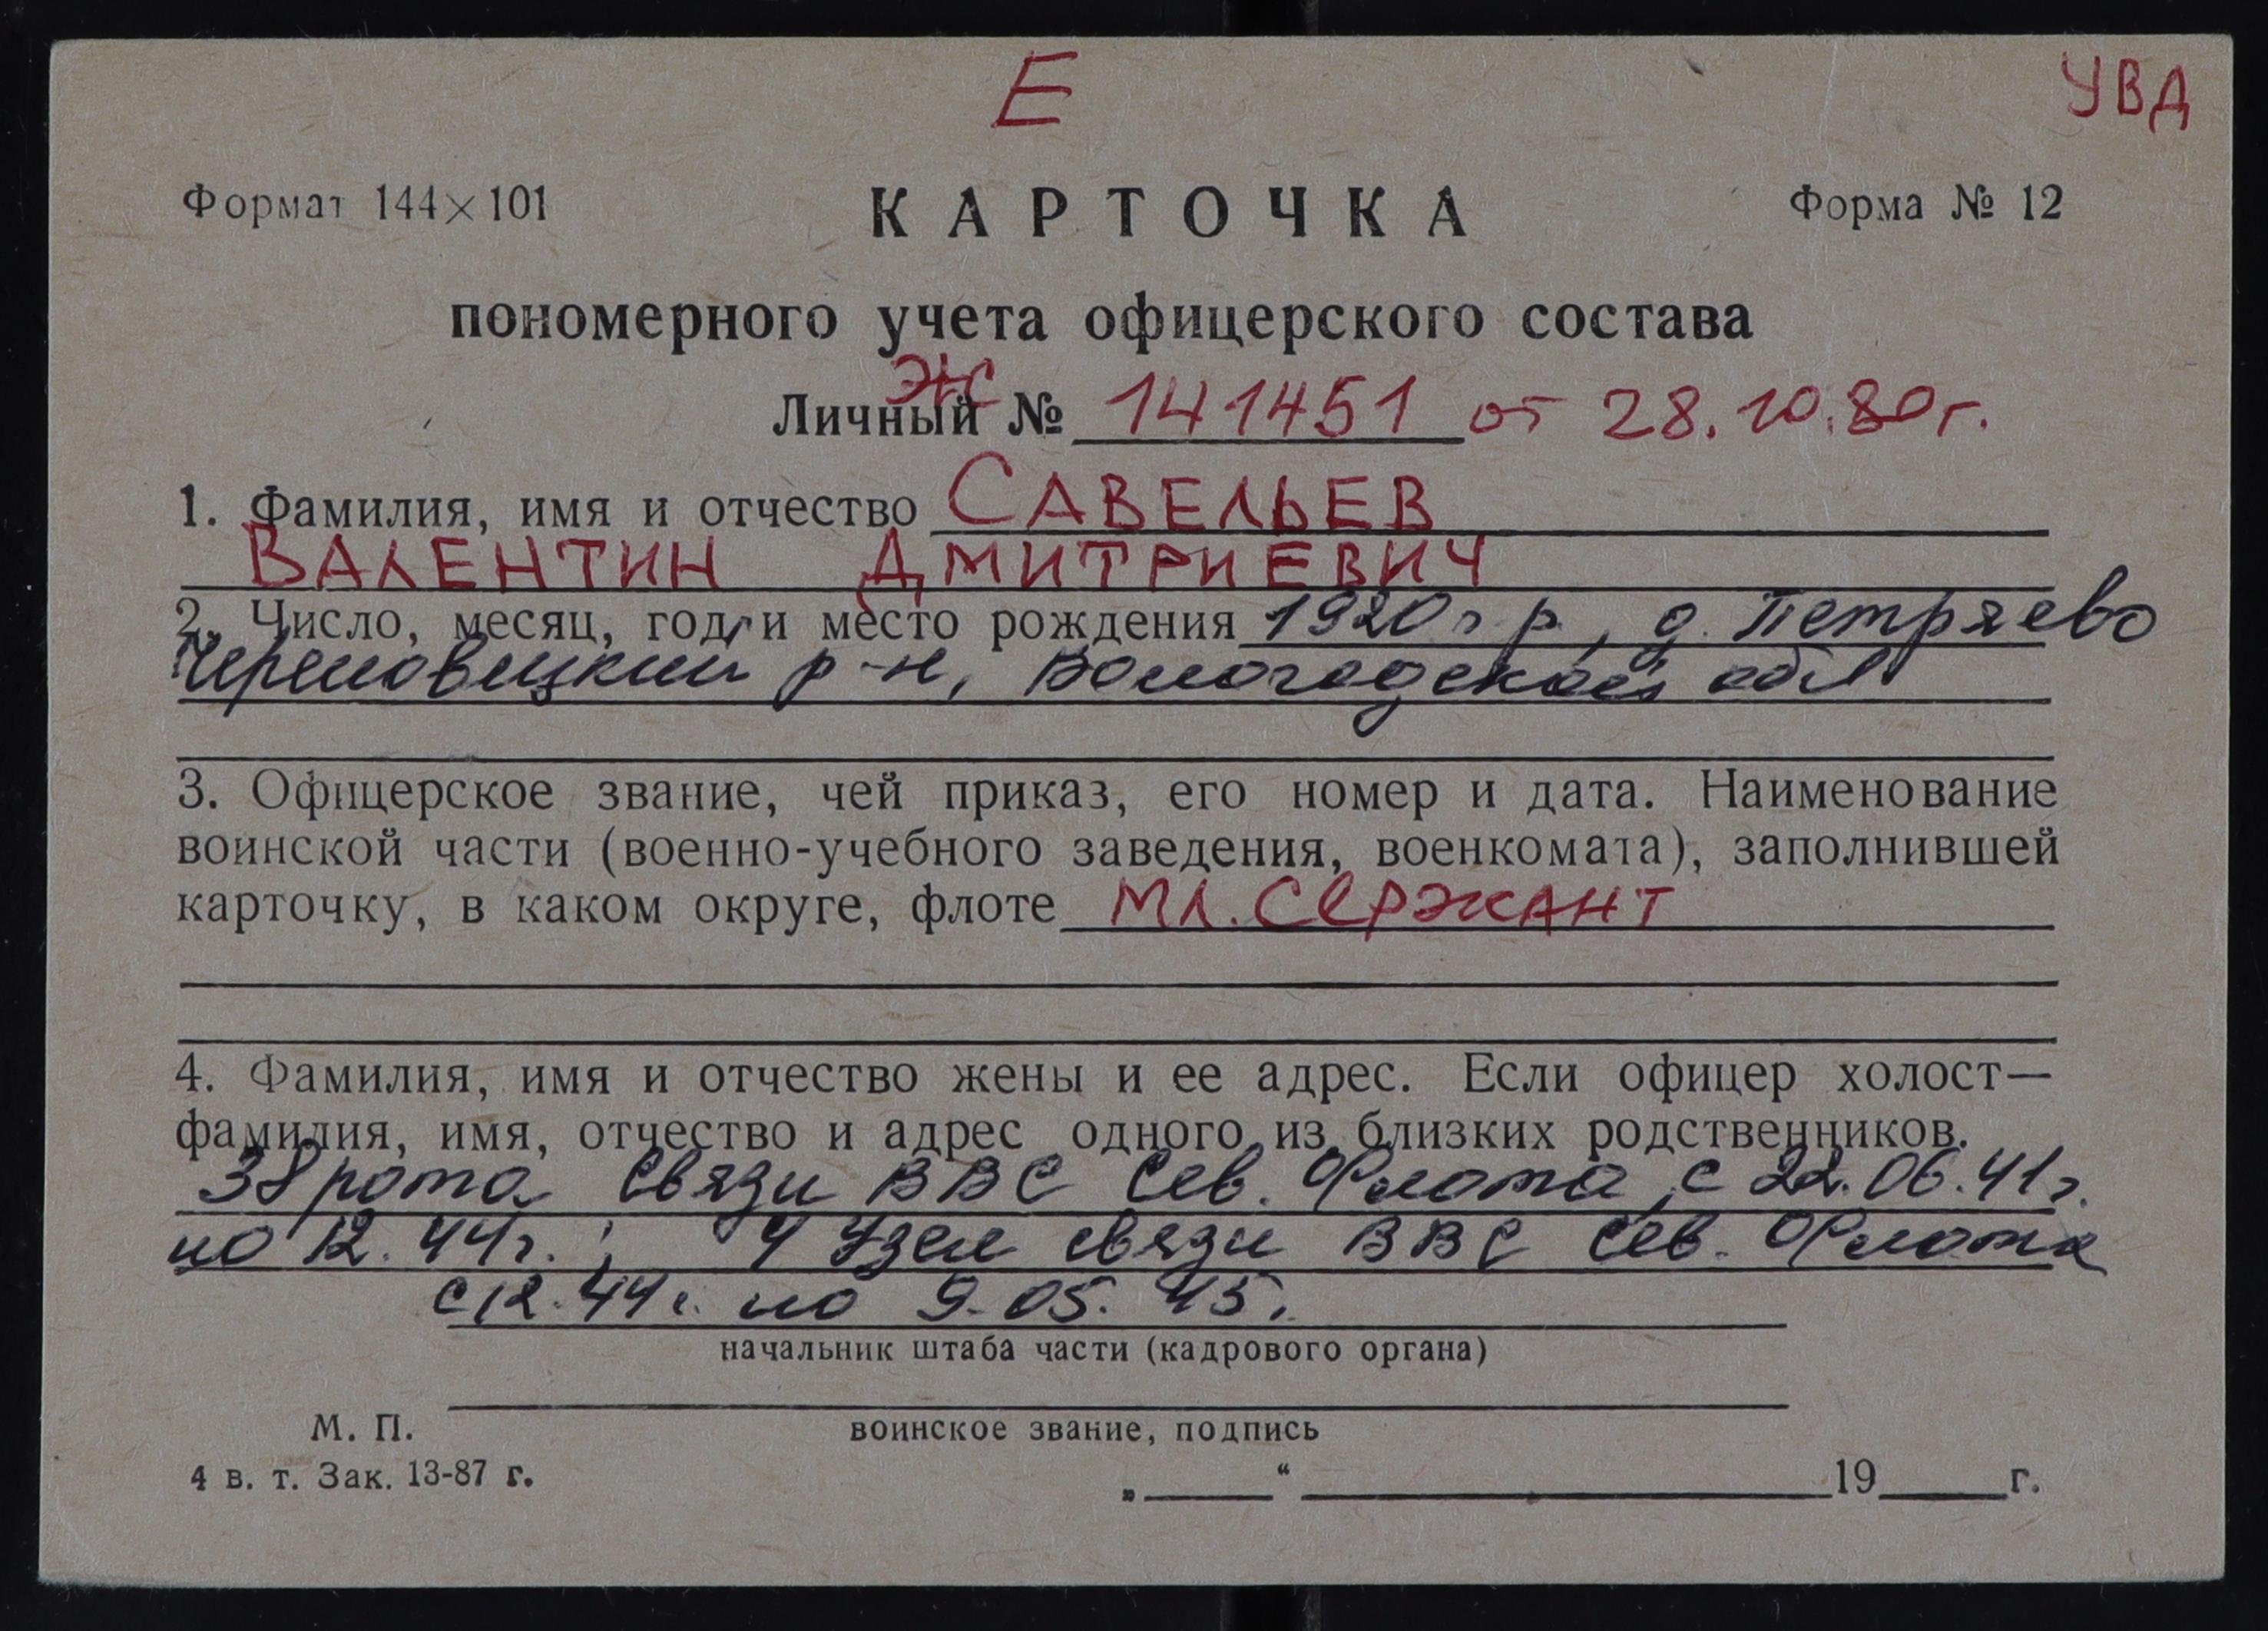 Е
УВД
Формат 144×101
КАРТОЧКА
Форма № 12
пономерного учета офицерского состава
ЖС
Личный № 141451 от 28.10.80г.
1. Фамилия, имя и отчество САВЕЛЬЕВ
ВАЛЕНТИН ДМИТРИЕВИЧ
2. Число, месяц, год и место рождения 1920 г.р., д. Петряево
Череповецкий р-н, Вологодской обл
3. Офицерское звание, чей приказ, его номер и дата. Наименование
воинской части (военно-учебного заведения, военкомата), заполнившей
карточку, в каком округе, флоте МЛ. СЕРЖАНТ
4. Фамилия, имя и отчество жены и ее адрес. Если офицер холост—
фамилия, имя, отчество и адрес одного из близких родственников.
38 рота связи ВВС Сев. Флота, с 22.06.41г.
по 12.44г.; 4 Узел связи ВВС Сев. Флота
с 12.44г. по 9.05.45.
начальник штаба части (кадрового органа)
М. П.
воинское звание, подпись
4 в. т. Зак. 13-87 г.
„ “ 19 г.